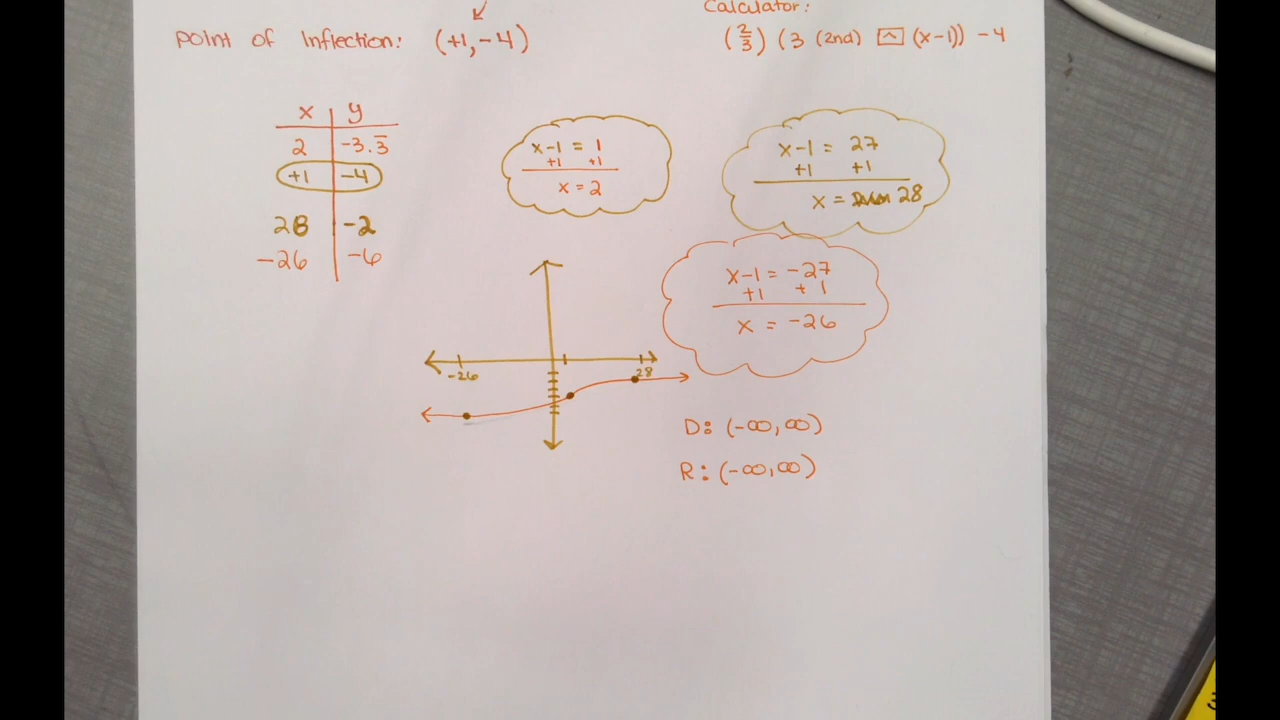 Calculator:
Point of Inflection: (+1, -4)
(2/3) (3 (2nd) ^ (x-1)) -4
x | y
2 | -3.3̅
+1 | -4
28 | -2
-26 | -6
x-1 = 1
+1 +1
x = 2
x-1 = 27
+1 +1
x = 28
x-1 = -27
+1 +1
x = -26
-26
28
D: (-∞, ∞)
R: (-∞, ∞)